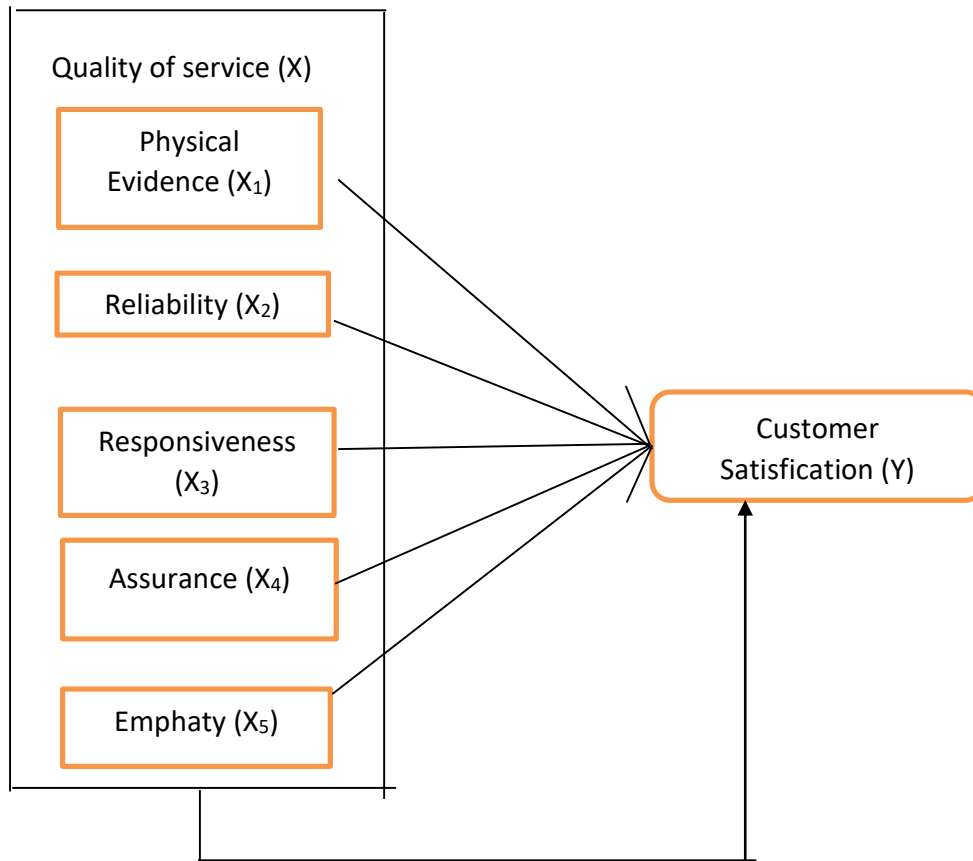 Quality of service (X)
Physical
Evidence (X₁)
Reliability (X₂)
Responsiveness
(X₃)
Assurance (X₄)
Emphaty (X₅)
Customer
Satisfication (Y)